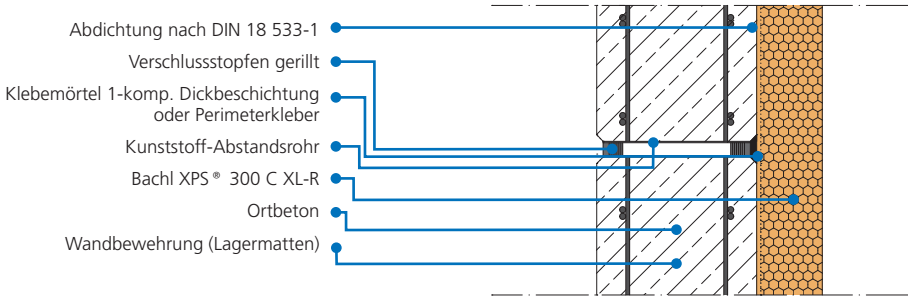 Abdichtung nach DIN 18 533-1
Verschlussstopfen gerillt
Klebemörtel 1-komp. Dickbeschichtung
oder Perimeterkleber
Kunststoff-Abstandsrohr
Bachl XPS® 300 C XL-R
Ortbeton
Wandbewehrung (Lagermatten)